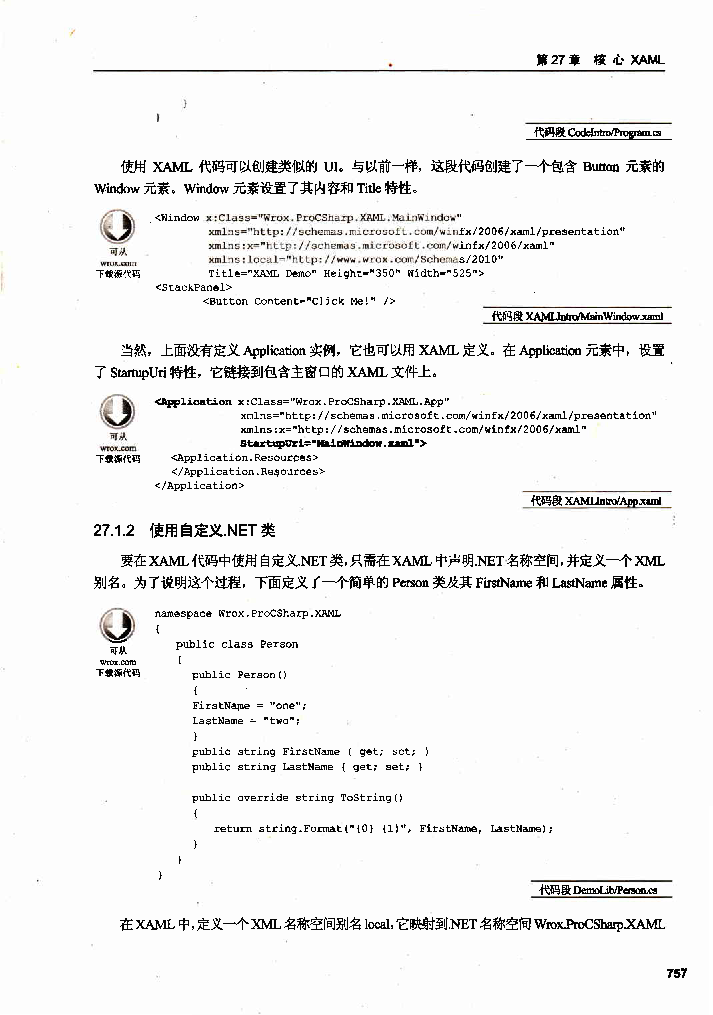 第 27 章 核 心 XAML
}
}
代码段 CodeIntro/Program.cs
使用 XAML 代码可以创建类似的 UI。与以前一样，这段代码创建了一个包含 Button 元素的
Window 元素。Window 元素设置了其内容和 Title 特性。
可从
wrox.com
下载源代码
<Window x:Class="Wrox.ProCSharp.XAML.MainWindow"
xmlns="http://schemas.microsoft.com/winfx/2006/xaml/presentation"
xmlns:x="http://schemas.microsoft.com/winfx/2006/xaml"
xmlns:local="http://www.wrox.com/Schemas/2010"
Title="XAML Demo" Height="350" Width="525">
<StackPanel>
<Button Content="Click Me!" />
代码段 XAMLIntro/MainWindow.xaml
当然，上面没有定义 Application 实例，它也可以用 XAML 定义。在 Application 元素中，设置
了 StartupUri 特性，它链接到包含主窗口的 XAML 文件上。
可从
wrox.com
下载源代码
<Application x:Class="Wrox.ProCSharp.XAML.App"
xmlns="http://schemas.microsoft.com/winfx/2006/xaml/presentation"
xmlns:x="http://schemas.microsoft.com/winfx/2006/xaml"
StartupUri="MainWindow.xaml">
<Application.Resources>
</Application.Resources>
</Application>
代码段 XAMLIntro/App.xaml
27.1.2 使用自定义.NET 类
要在 XAML 代码中使用自定义.NET 类，只需在 XAML 中声明.NET 名称空间，并定义一个 XML
别名。为了说明这个过程，下面定义了一个简单的 Person 类及其 FirstName 和 LastName 属性。
可从
wrox.com
下载源代码
namespace Wrox.ProCSharp.XAML
{
public class Person
{
public Person()
{
FirstName = "one";
LastName = "two";
}
public string FirstName { get; set; }
public string LastName { get; set; }
public override string ToString()
{
return string.Format("{0} {1}", FirstName, LastName);
}
}
}
代码段 DemoLib/Person.cs
在 XAML 中，定义一个 XML 名称空间别名 local，它映射到.NET 名称空间 Wrox.ProCSharp.XAML
757